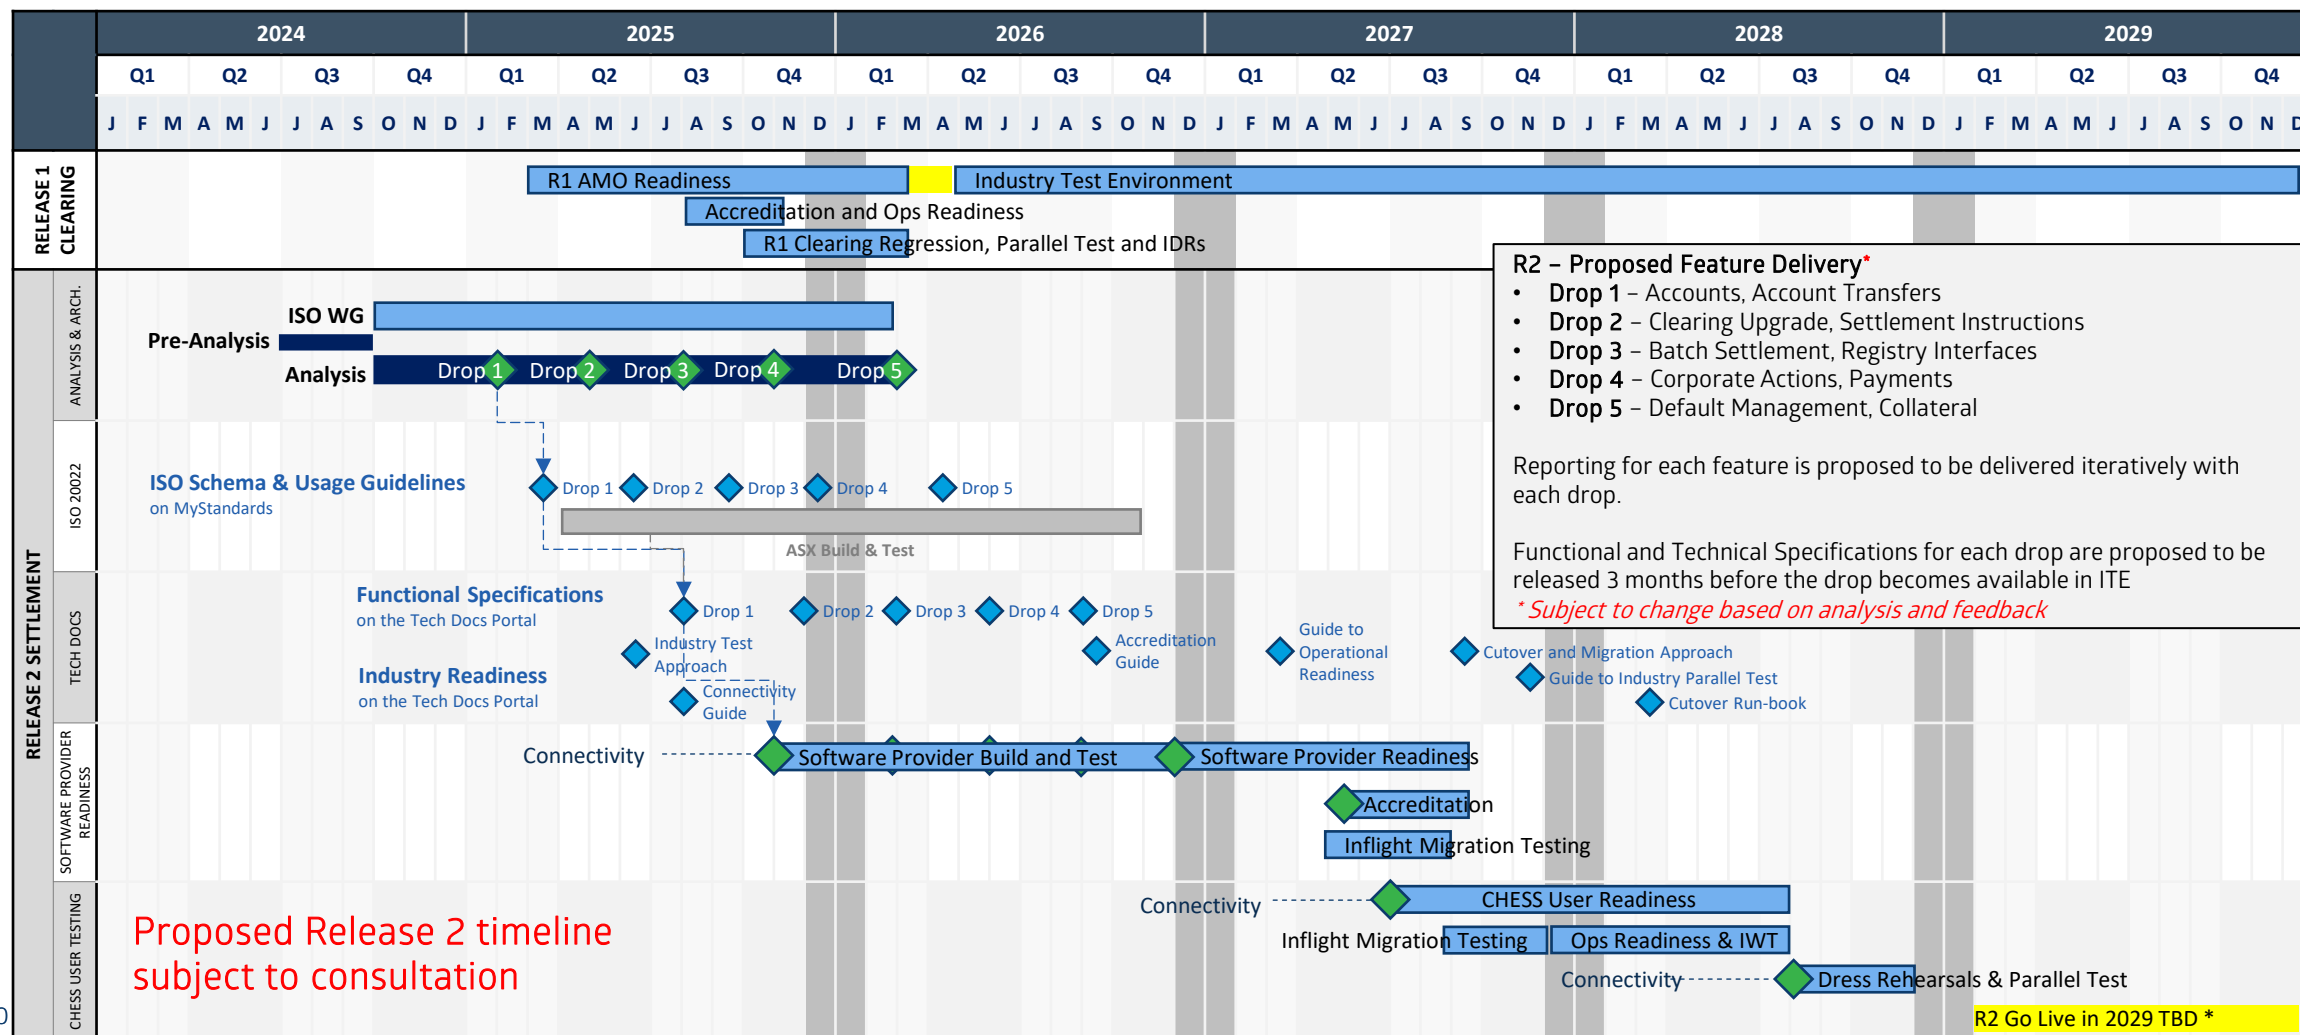 2024 2025 2026 2027 2028 2029
Q1 Q2 Q3 Q4 Q1 Q2 Q3 Q4 Q1 Q2 Q3 Q4 Q1 Q2 Q3 Q4 Q1 Q2 Q3 Q4 Q1 Q2 Q3 Q4
J F M A M J J A S O N D J F M A M J J A S O N D J F M A M J J A S O N D J F M A M J J A S O N D J F M A M J J A S O N D J F M A M J J A S O N D
RELEASE 1
CLEARING
R1 AMO Readiness
Industry Test Environment
Accreditation and Ops Readiness
R1 Clearing Regression, Parallel Test and IDRs
R2 – Proposed Feature Delivery*
• Drop 1 – Accounts, Account Transfers
• Drop 2 – Clearing Upgrade, Settlement Instructions
• Drop 3 – Batch Settlement, Registry Interfaces
• Drop 4 – Corporate Actions, Payments
• Drop 5 – Default Management, Collateral
Reporting for each feature is proposed to be delivered iteratively with
each drop.
Functional and Technical Specifications for each drop are proposed to be
released 3 months before the drop becomes available in ITE
* Subject to change based on analysis and feedback
RELEASE 2 SETTLEMENT
ANALYSIS & ARCH.
ISO WG
Pre-Analysis
Analysis
Drop 1 Drop 2 Drop 3 Drop 4 Drop 5
ISO 20022
ISO Schema & Usage Guidelines
on MyStandards
Drop 1 Drop 2 Drop 3 Drop 4 Drop 5
ASX Build & Test
TECH DOCS
Functional Specifications
on the Tech Docs Portal
Drop 1 Drop 2 Drop 3 Drop 4 Drop 5
Industry Readiness
on the Tech Docs Portal
Industry Test
Approach
Connectivity
Guide
Accreditation
Guide
Guide to
Operational
Readiness
Cutover and Migration Approach
Guide to Industry Parallel Test
Cutover Run-book
SOFTWARE PROVIDER
READINESS
Connectivity
Software Provider Build and Test
Software Provider Readiness
Accreditation
Inflight Migration Testing
CHESS USER TESTING
Connectivity
CHESS User Readiness
Inflight Migration Testing
Ops Readiness & IWT
Connectivity
Dress Rehearsals & Parallel Test
R2 Go Live in 2029 TBD *
Proposed Release 2 timeline
subject to consultation